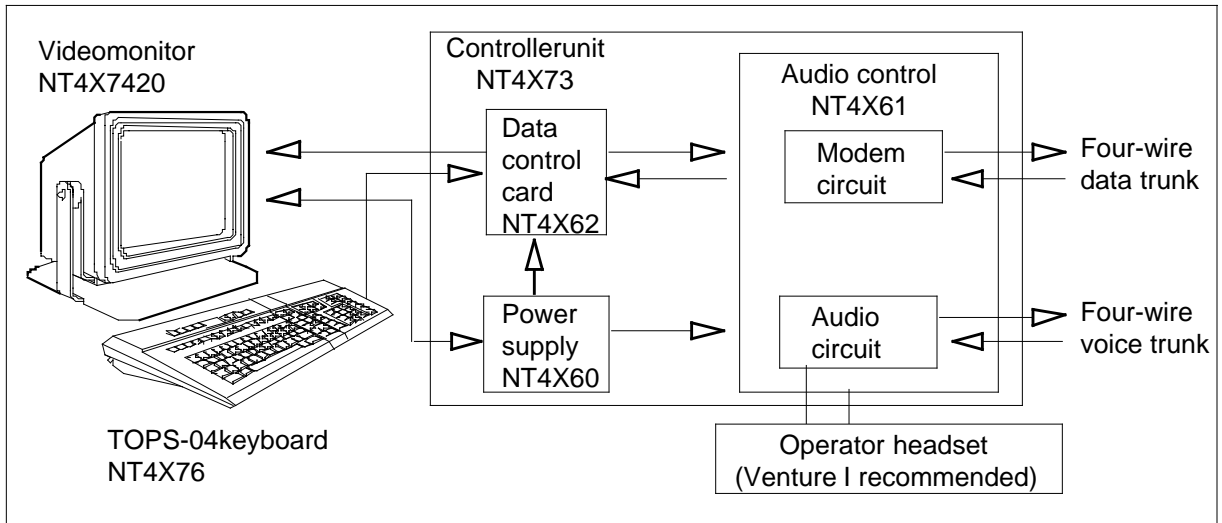 Videomonitor
NT4X7420
Controllerunit
NT4X73
Data
control
card
NT4X62
Power
supply
NT4X60
Audio control
NT4X61
Modem
circuit
Audio
circuit
Four-wire
data trunk
Four-wire
voice trunk
TOPS-04keyboard
NT4X76
Operator headset
(Venture I recommended)